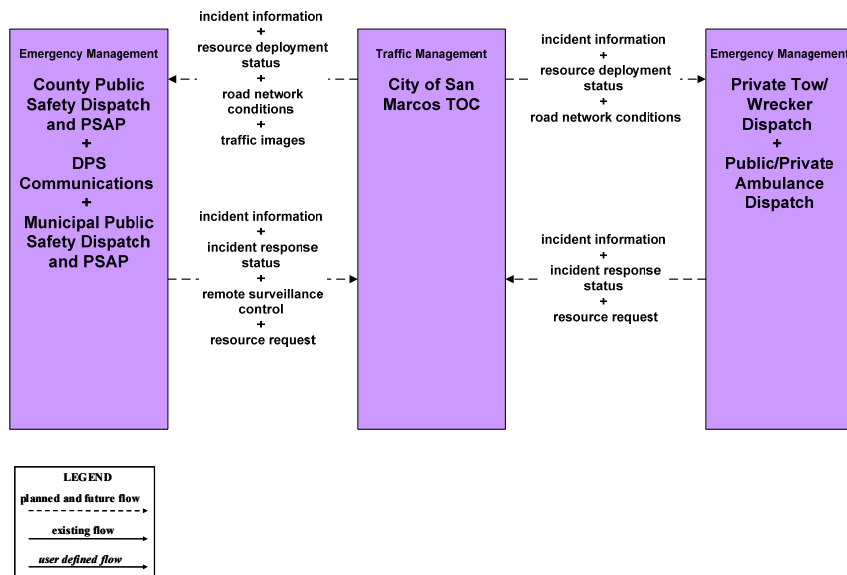 Emergency Management
County Public
Safety Dispatch
and PSAP
+
DPS
Communications
+
Municipal Public
Safety Dispatch
and PSAP
incident information
+
resource deployment
status
+
road network
conditions
+
traffic images
incident information
+
incident response
status
+
remote surveillance
control
+
resource request
Traffic Management
City of San
Marcos TOC
incident information
+
resource deployment
status
+
road network conditions
incident information
+
incident response
status
+
resource request
Emergency Management
Private Tow/
Wrecker
Dispatch
+
Public/Private
Ambulance
Dispatch
LEGEND
planned and future flow
existing flow
user defined flow